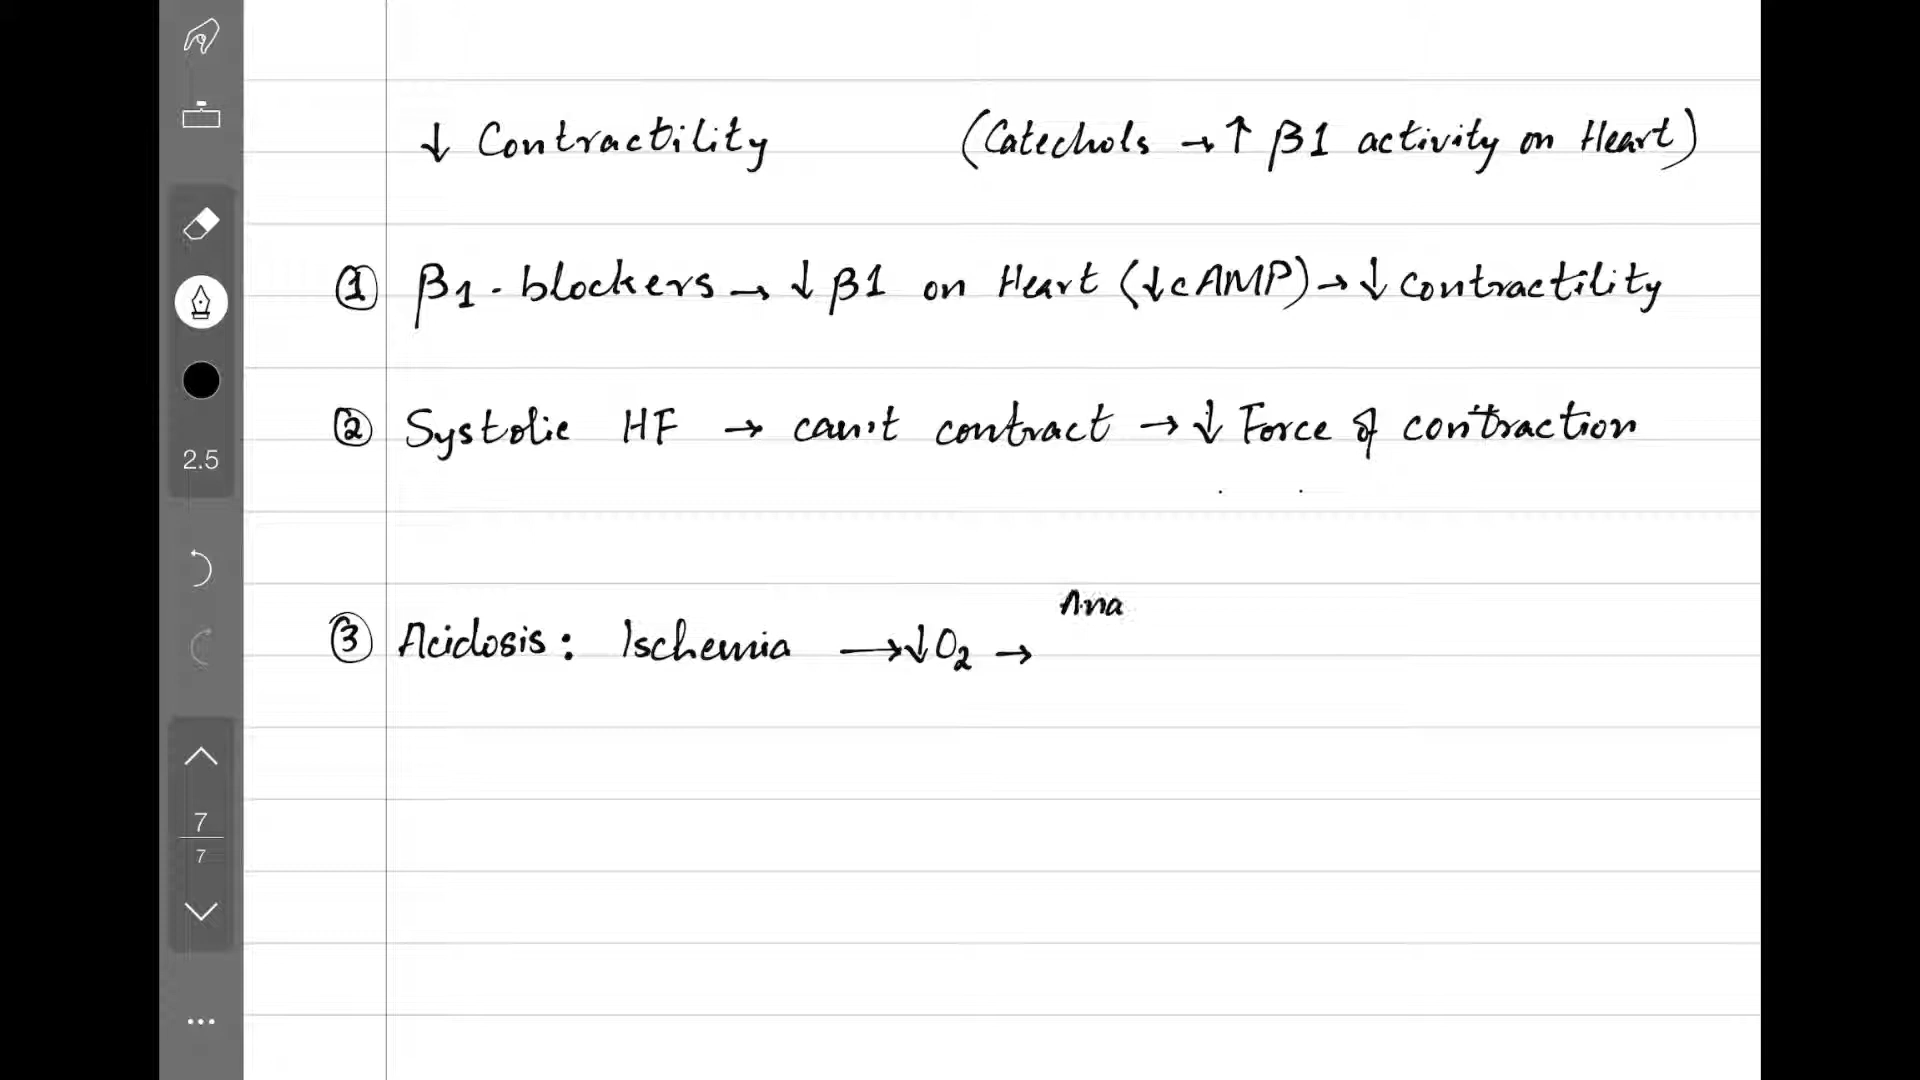 ↓ Contractility (Catechols → ↑ β1 activity on Heart)
① β1-blockers → ↓ β1 on Heart (↓cAMP) → ↓ contractility
② Systolic HF → can't contract → ↓ Force of contraction
2.5
Ana
③ Acidosis: Ischemia → ↓O₂ →
7
7